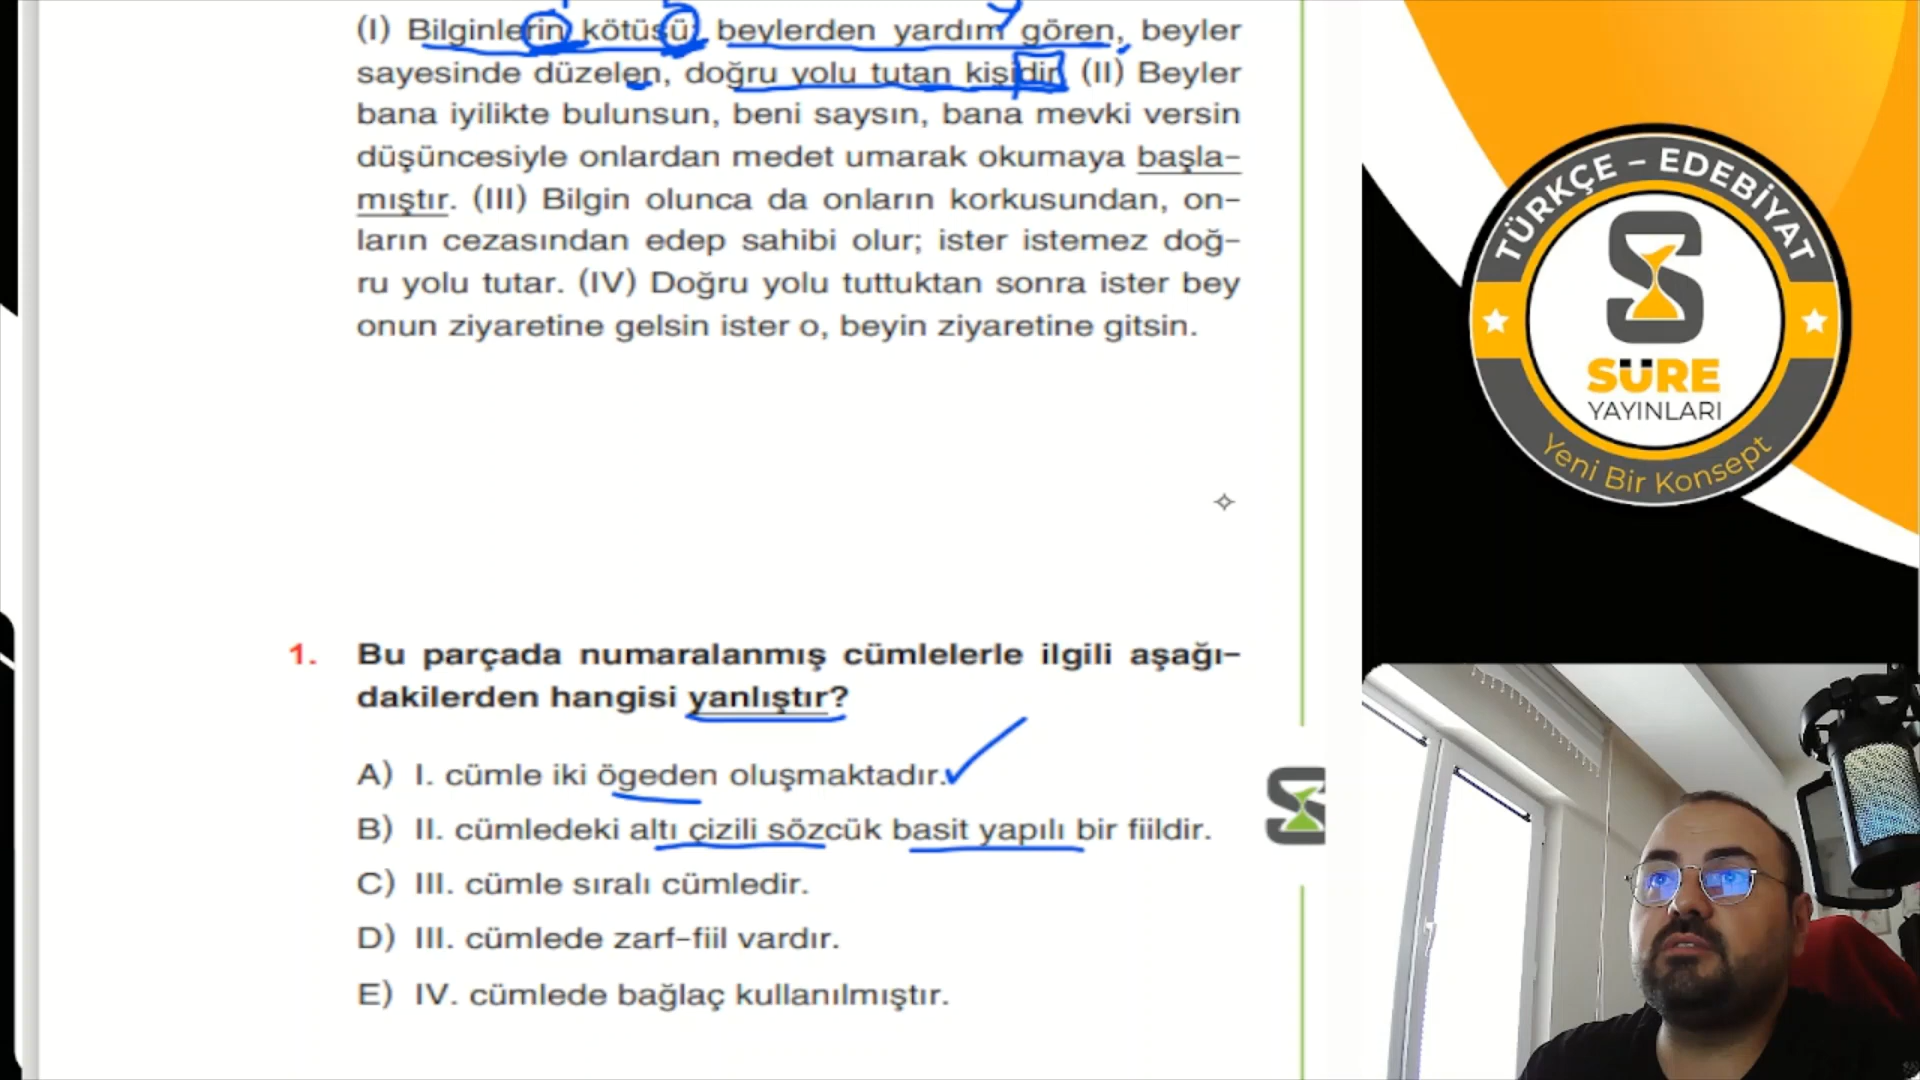 (I) Bilginlerin kötüsü; beylerden yardım gören, beyler
sayesinde düzelen, doğru yolu tutan kişidir. (II) Beyler
bana iyilikte bulunsun, beni saysın, bana mevki versin
düşüncesiyle onlardan medet umarak okumaya başla-
mıştır. (III) Bilgin olunca da onların korkusundan, on-
ların cezasından edep sahibi olur; ister istemez doğ-
ru yolu tutar. (IV) Doğru yolu tuttuktan sonra ister bey
onun ziyaretine gelsin ister o, beyin ziyaretine gitsin.
1. Bu parçada numaralanmış cümlelerle ilgili aşağı-
dakilerden hangisi yanlıştır?
A) I. cümle iki ögeden oluşmaktadır.
B) II. cümledeki altı çizili sözcük basit yapılı bir fiildir.
C) III. cümle sıralı cümledir.
D) III. cümlede zarf-fiil vardır.
E) IV. cümlede bağlaç kullanılmıştır.
TÜRKÇE – EDEBİYAT
SÜRE
YAYINLARI
Yeni Bir Konsept